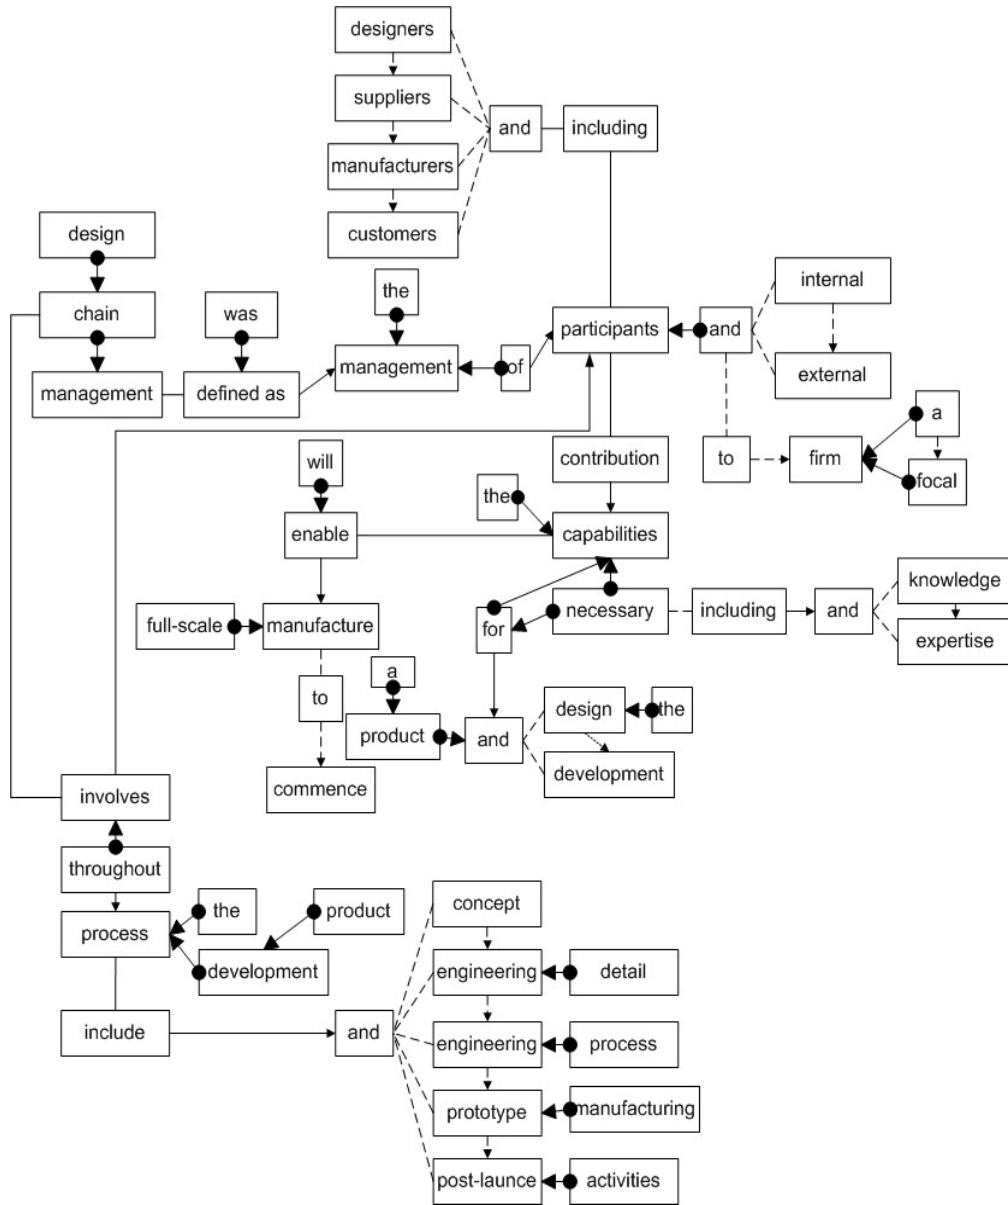 designers
suppliers
and
including
manufacturers
customers
design
the
internal
chain
was
participants
and
management
defined as
management
of
external
a
will
contribution
to
firm
the
focal
enable
capabilities
knowledge
full-scale
manufacture
for
necessary
including
and
expertise
a
to
design
the
product
and
commence
development
involves
throughout
the
product
concept
process
development
engineering
detail
include
and
engineering
process
prototype
manufacturing
post-launce
activities